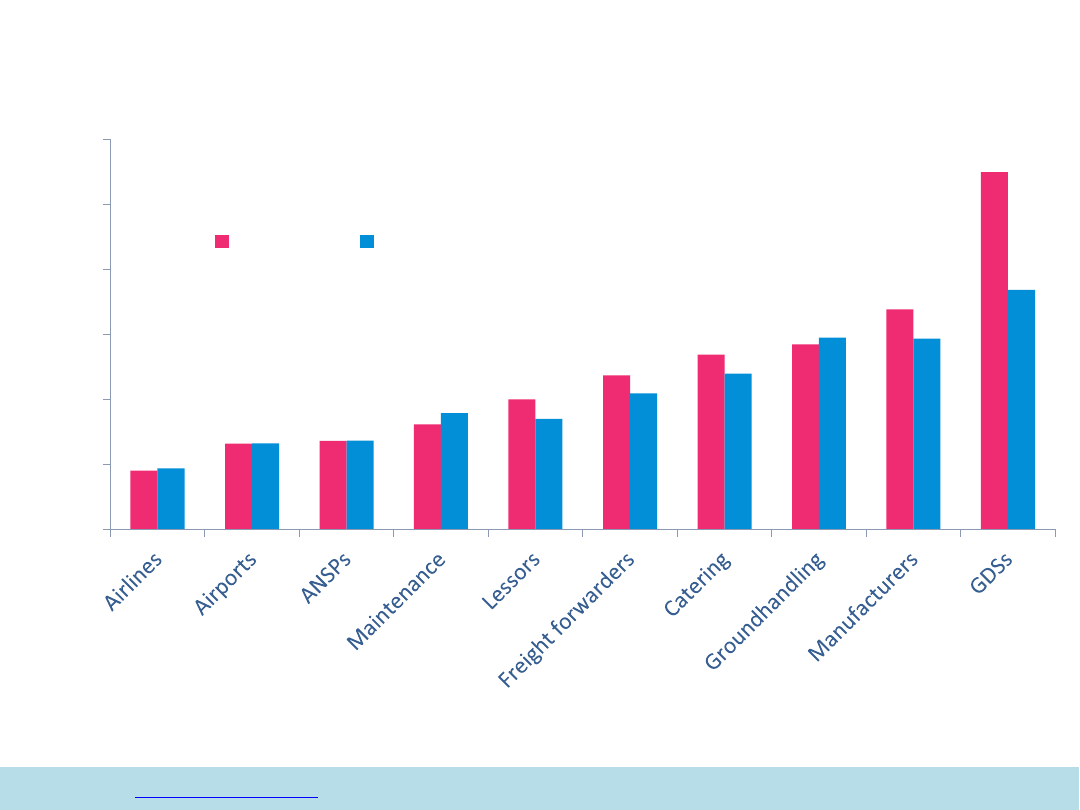 Airlines
Airports
ANSPs
Maintenance
Lessors
Freight forwarders
Catering
Groundhandling
Manufacturers
GDSs